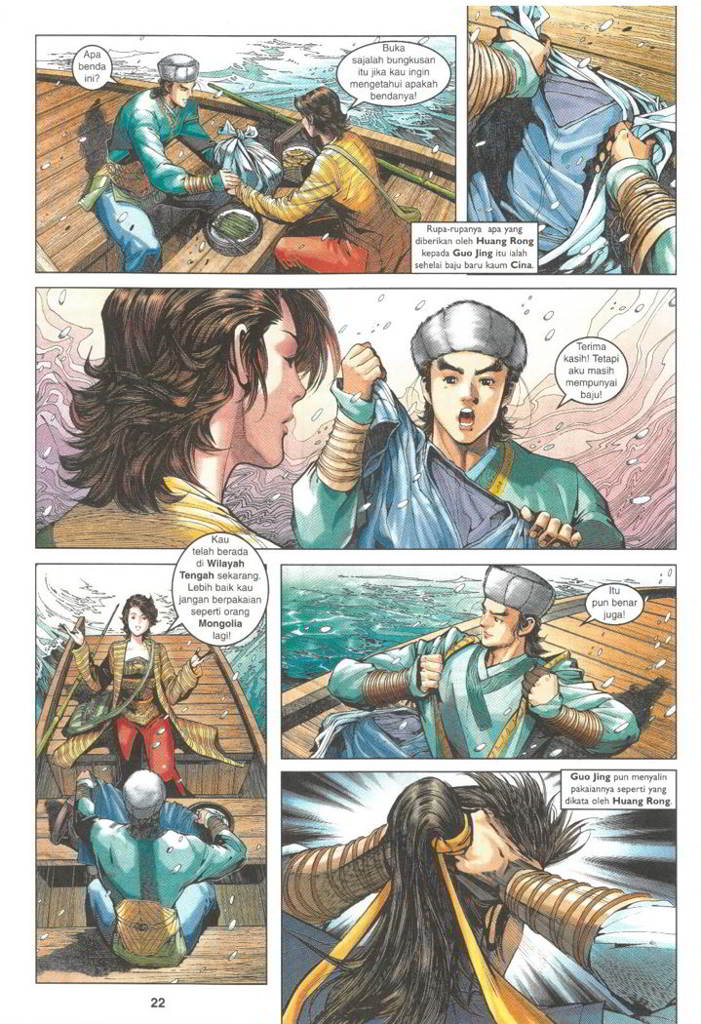 Apa
benda
ini?
Buka
sajalah bungkusan
itu jika kau ingin
mengetahui apakah
bendanya!
Rupa-rupanya apa yang
diberikan oleh Huang Rong
kepada Guo Jing itu ialah
sehelai baju baru kaum Cina.
Terima
kasih! Tetapi
aku masih
mempunyai
baju!
Kau
telah berada
di Wilayah
Tengah sekarang.
Lebih baik kau
jangan berpakaian
seperti orang
Mongolia
lagi!
Itu
pun benar
juga!
Guo Jing pun menyalin
pakaiannya seperti yang
dikata oleh Huang Rong.
22